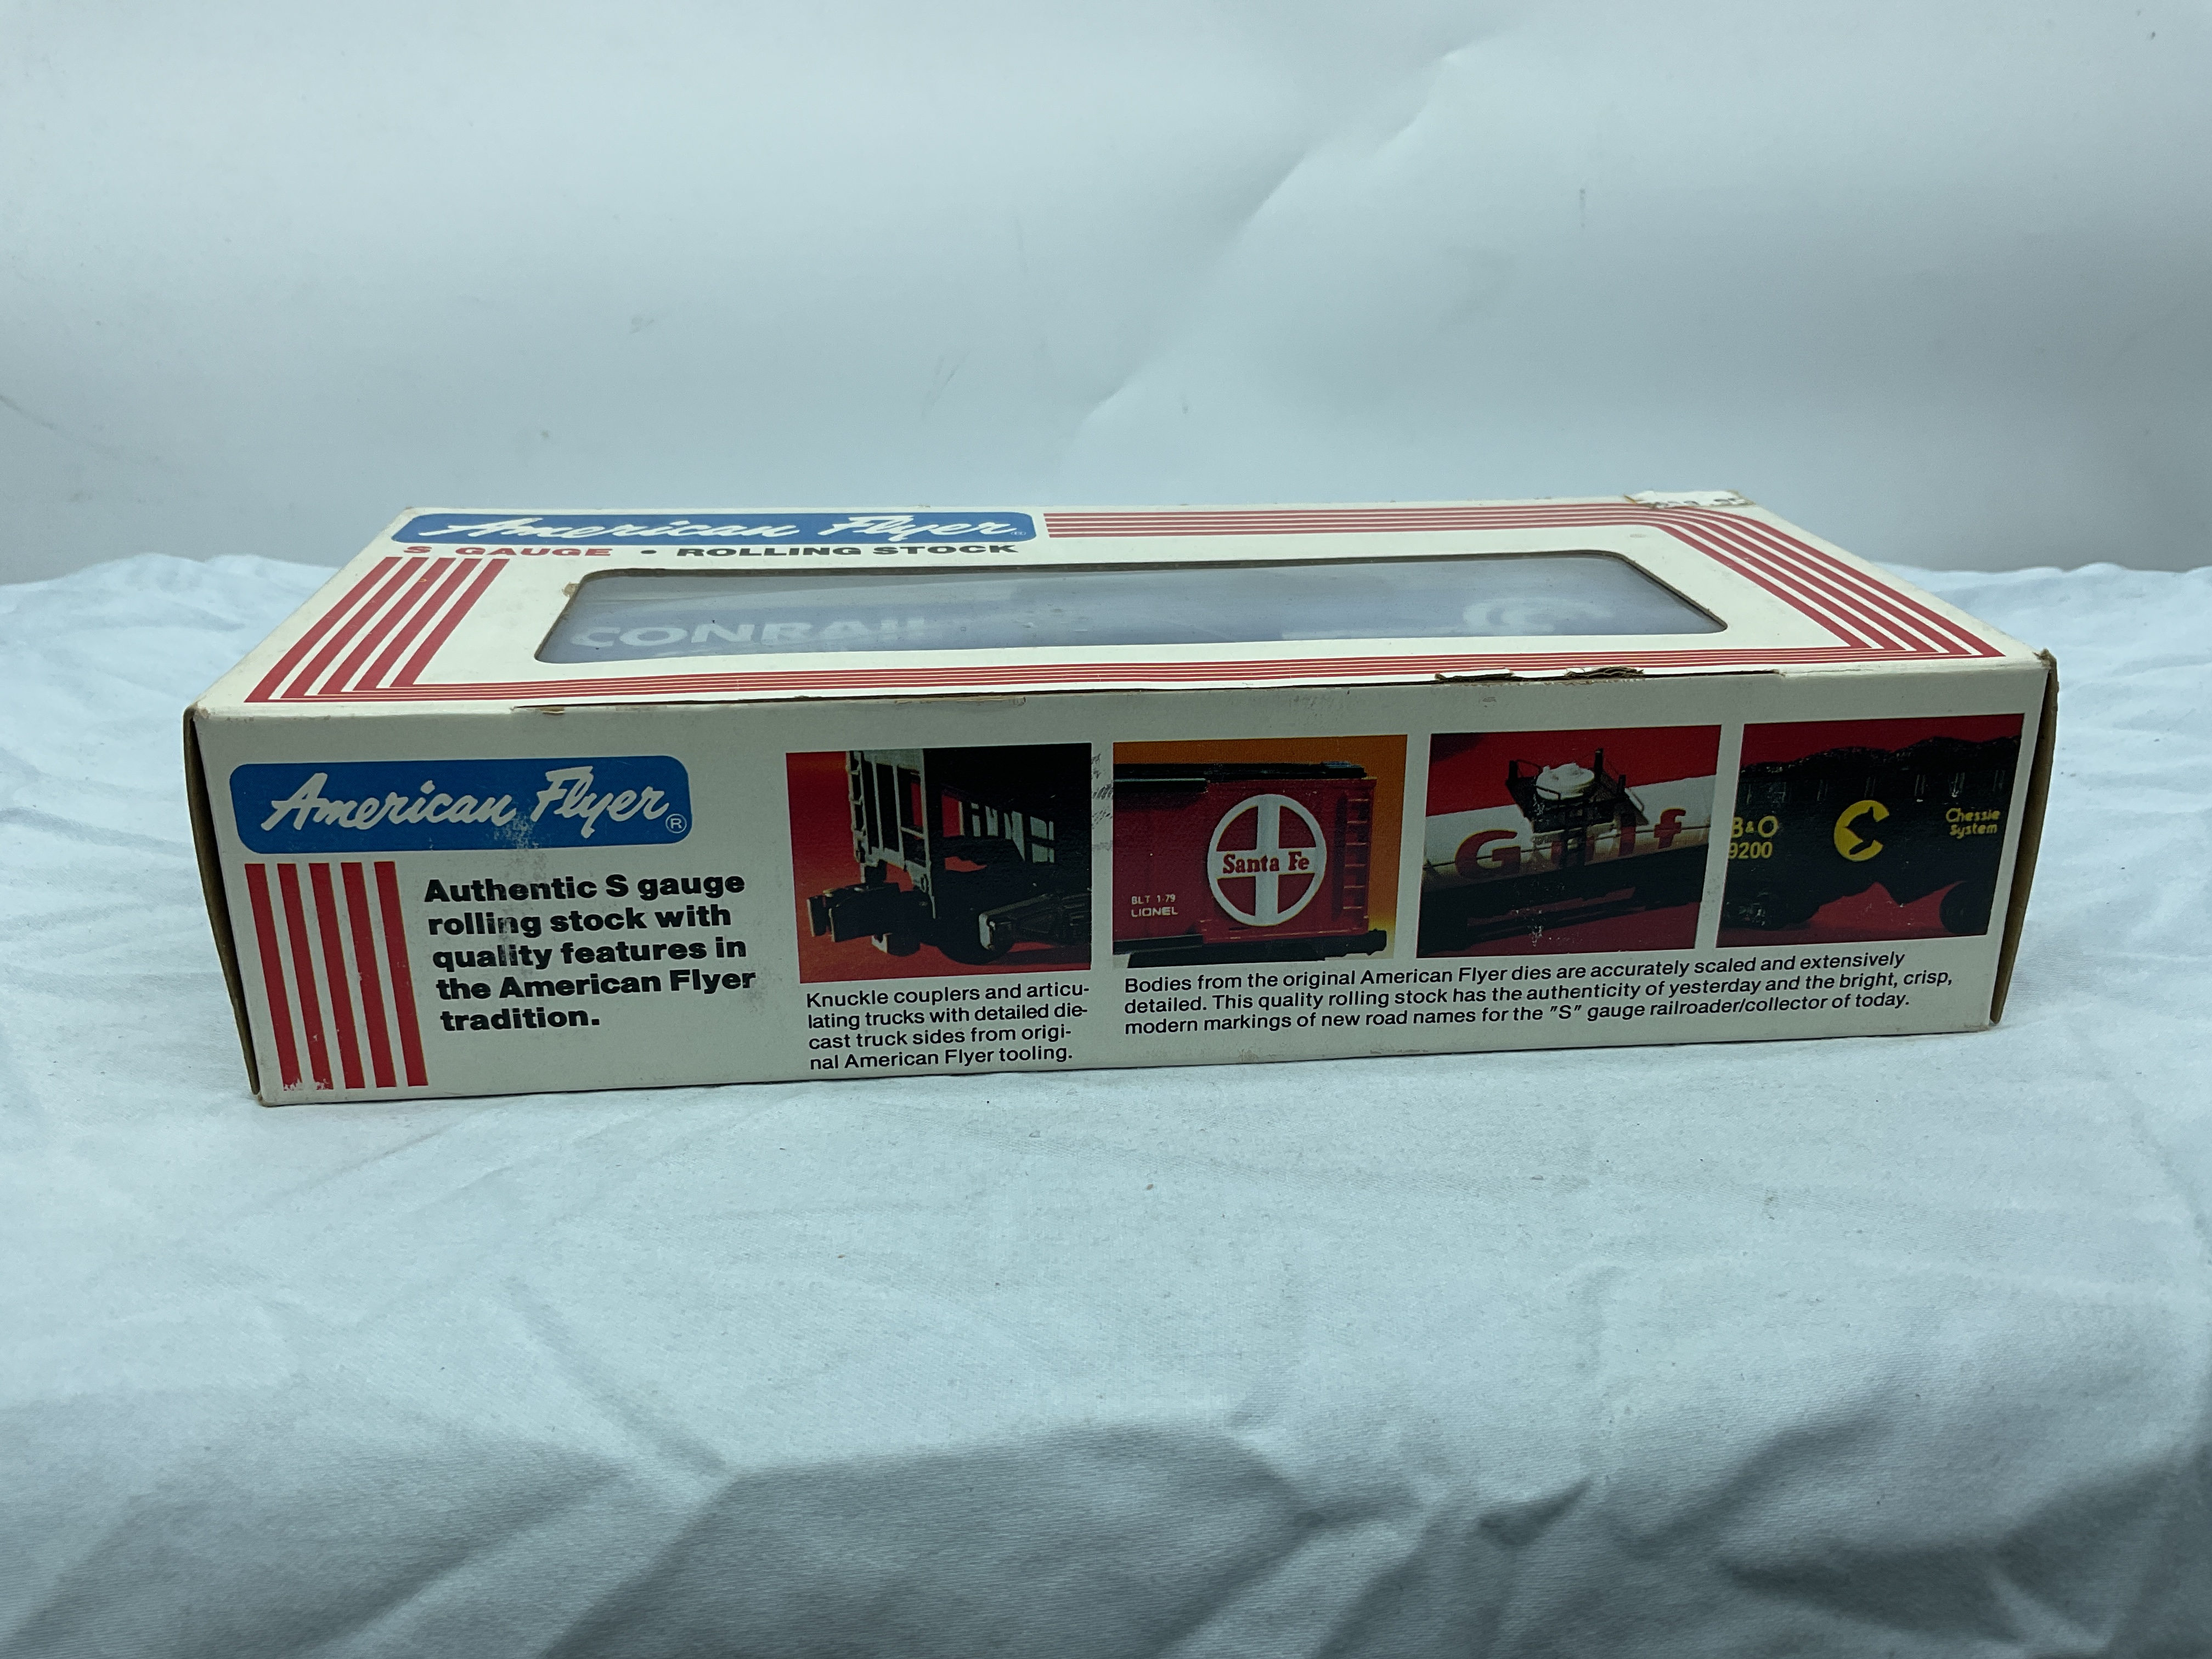 American Flyer®
S GAUGE • ROLLING STOCK
CONRAIL
American Flyer®
Authentic S gauge
rolling stock with
quality features in
the American Flyer
tradition.
Santa Fe
BLT 1-79
LIONEL
Gulf
B&O
9200
Chessie
System
Knuckle couplers and articu-
lating trucks with detailed die-
cast truck sides from origi-
nal American Flyer tooling.
Bodies from the original American Flyer dies are accurately scaled and extensively
detailed. This quality rolling stock has the authenticity of yesterday and the bright, crisp,
modern markings of new road names for the "S" gauge railroader/collector of today.